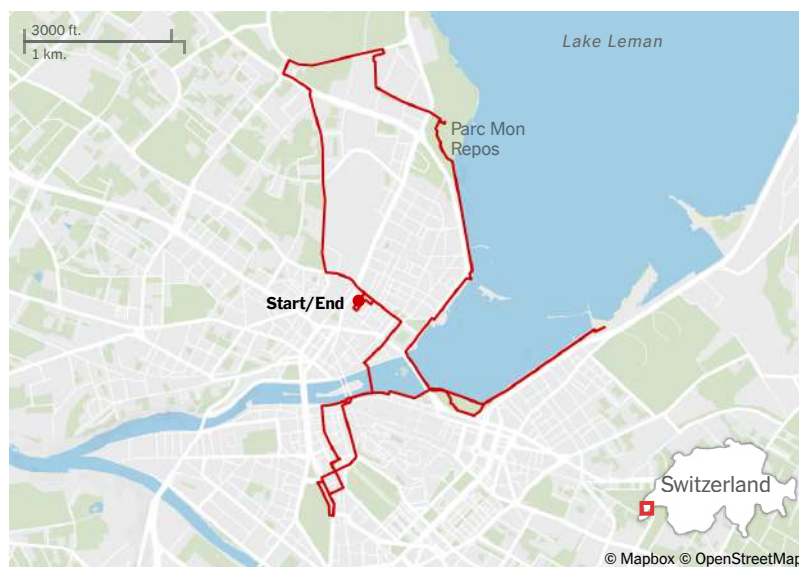 3000 ft.
1 km.
Lake Leman
Parc Mon
Repos
Start/End
Switzerland
© Mapbox © OpenStreetMap